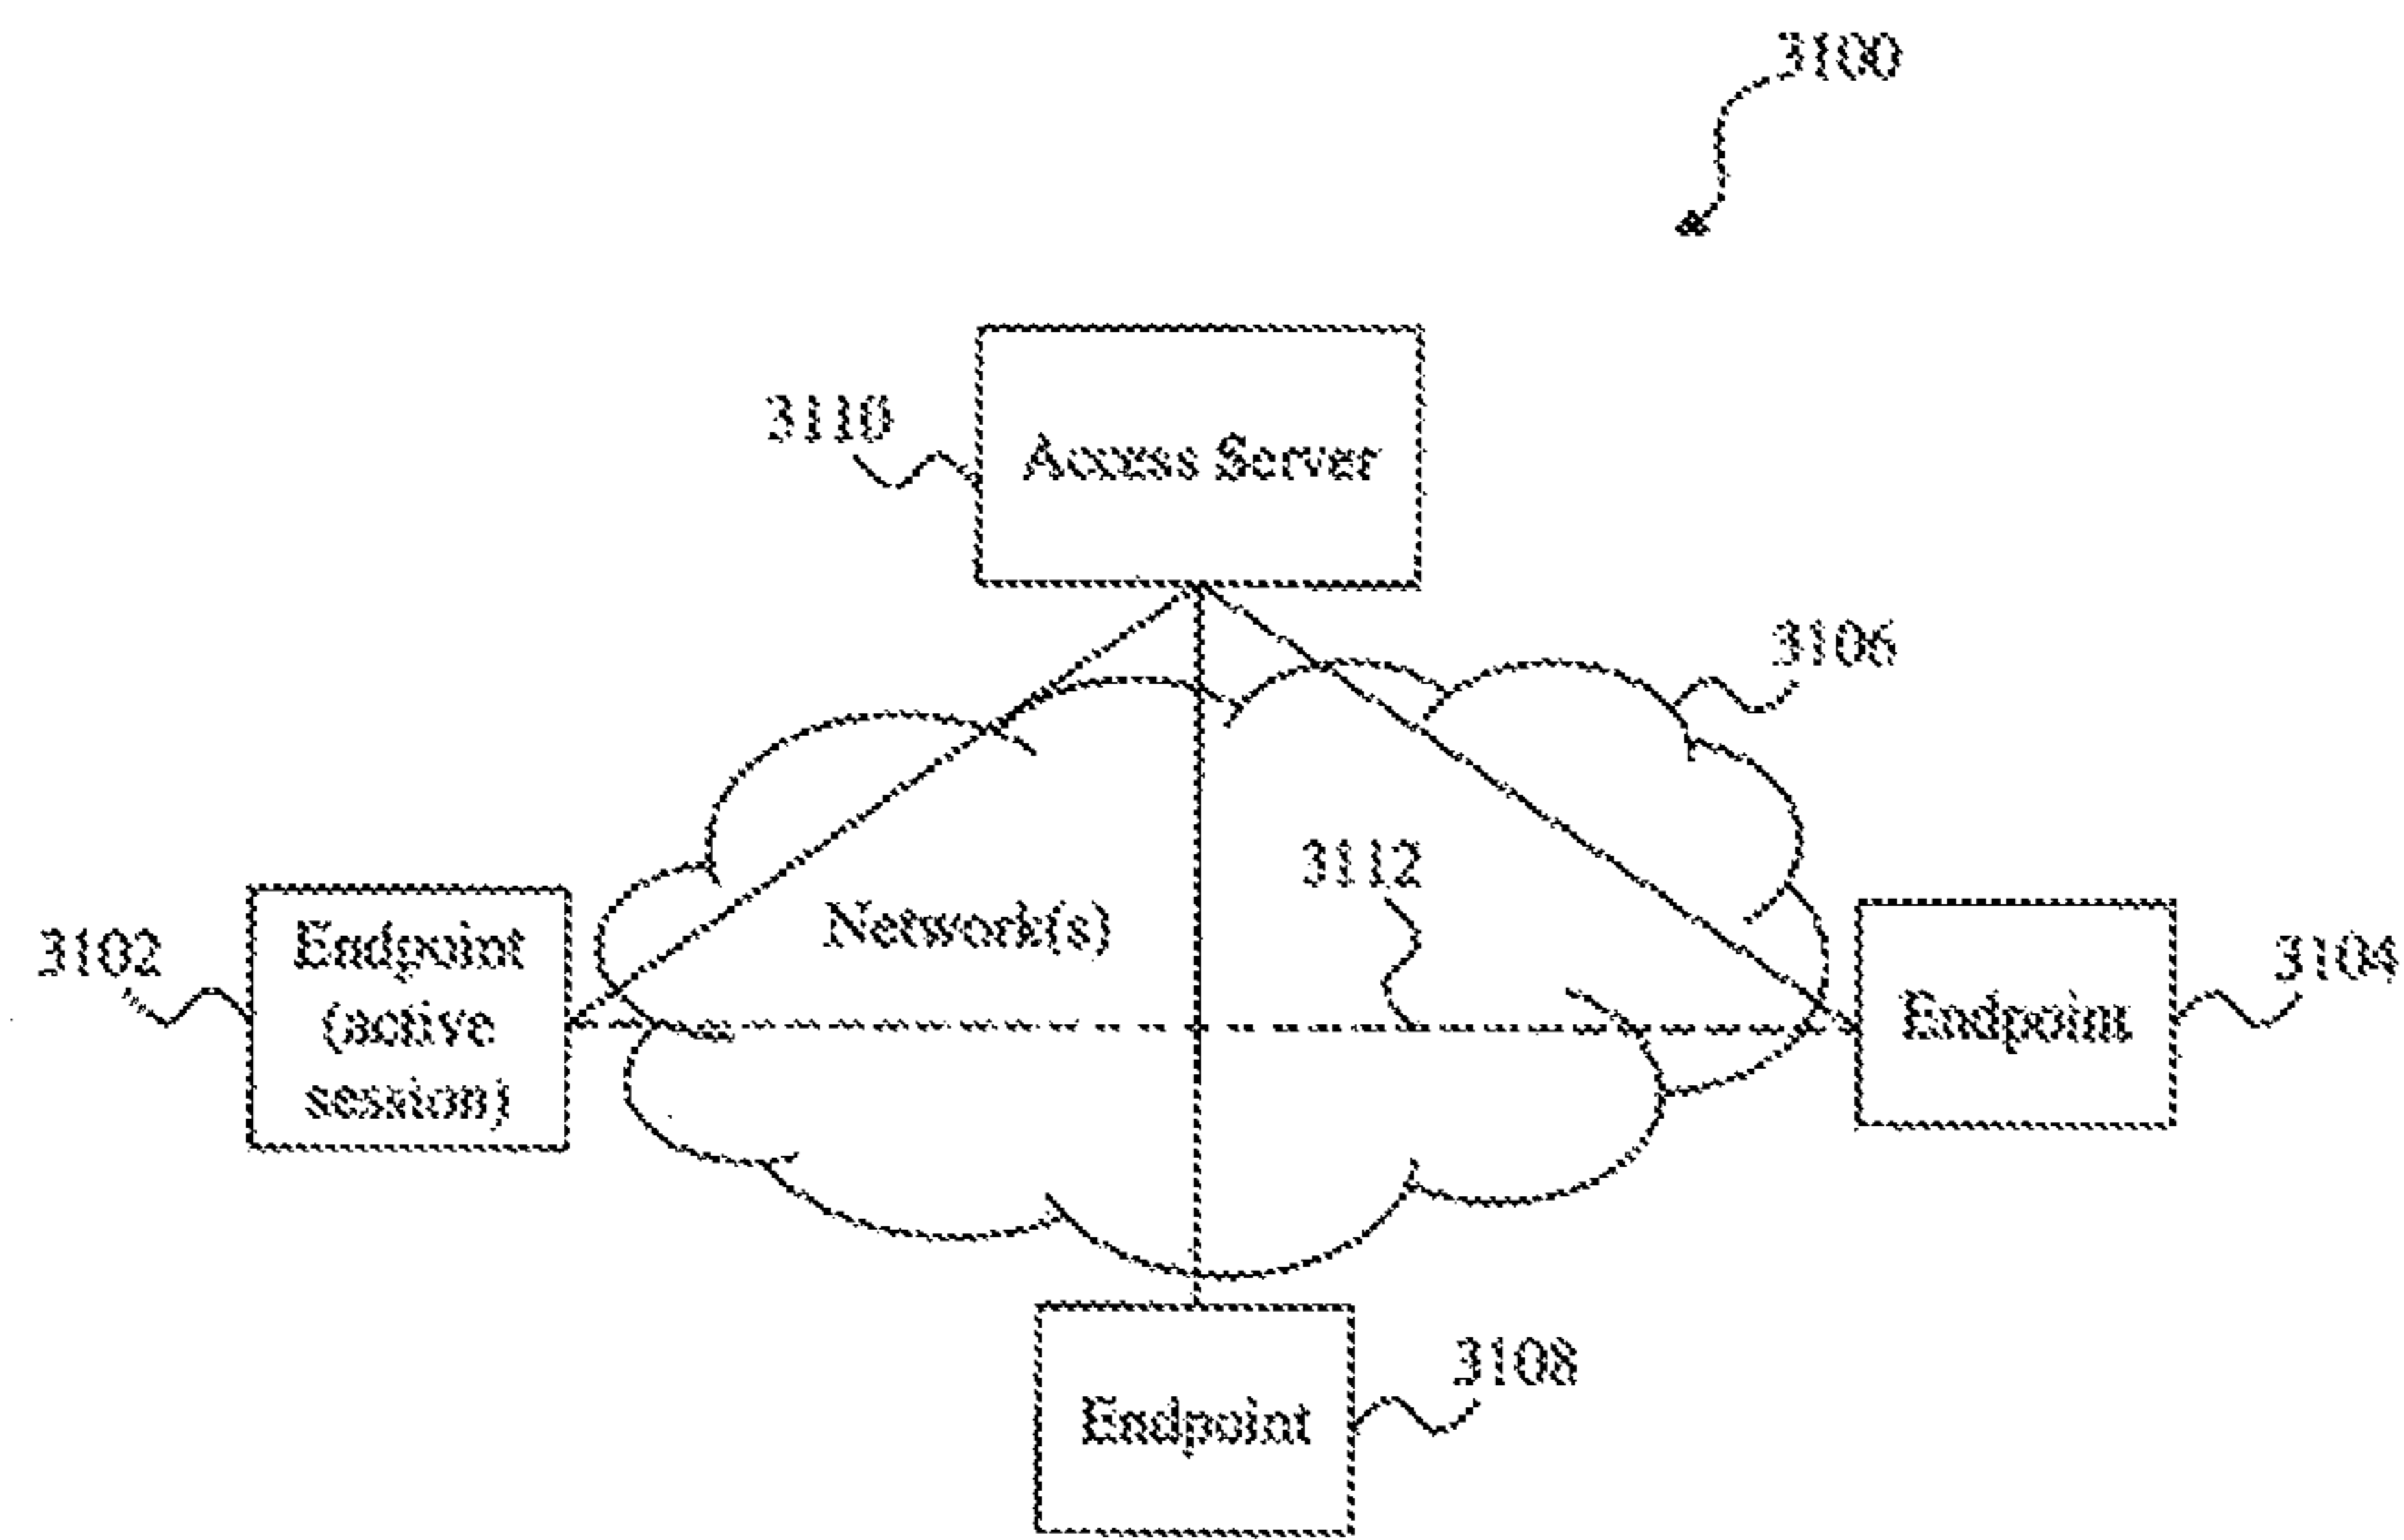 3100
3110
Access Server
3106
3112
Network(s)
3102
Endpoint
(active
session)
Endpoint
3104
Endpoint
3108